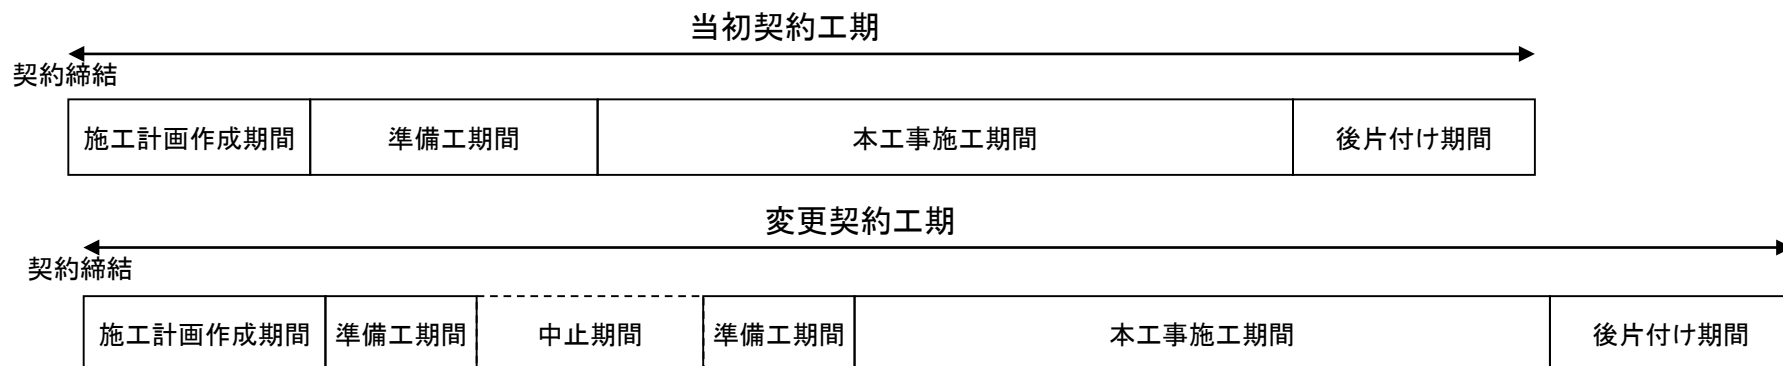 当初契約工期
契約締結
施工計画作成期間 準備工期間 本工事施工期間 後片付け期間
変更契約工期
契約締結
施工計画作成期間 準備工期間 中止期間 準備工期間 本工事施工期間 後片付け期間